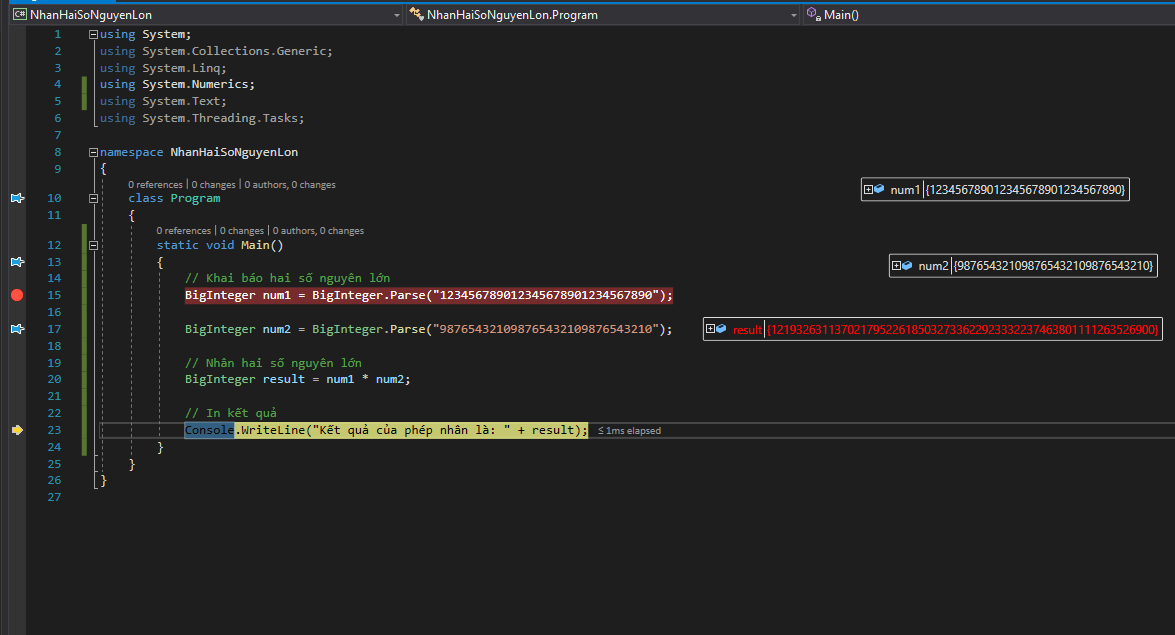 C# NhanHaiSoNguyenLon NhanHaiSoNguyenLon.Program Main()
1 using System;
2 using System.Collections.Generic;
3 using System.Linq;
4 using System.Numerics;
5 using System.Text;
6 using System.Threading.Tasks;
7
8 namespace NhanHaiSoNguyenLon
9 {
0 references | 0 changes | 0 authors, 0 changes
num1 {123456789012345678901234567890}
10 class Program
11 {
0 references | 0 changes | 0 authors, 0 changes
12 static void Main()
13 {
num2 {987654321098765432109876543210}
14 // Khai báo hai số nguyên lớn
15 BigInteger num1 = BigInteger.Parse("123456789012345678901234567890");
16
17 BigInteger num2 = BigInteger.Parse("987654321098765432109876543210");
result {121932631137021795226185032733622923332237463801111263526900}
18
19 // Nhân hai số nguyên lớn
20 BigInteger result = num1 * num2;
21
22 // In kết quả
23 Console.WriteLine("Kết quả của phép nhân là: " + result); ≤ 1ms elapsed
24 }
25 }
26 }
27